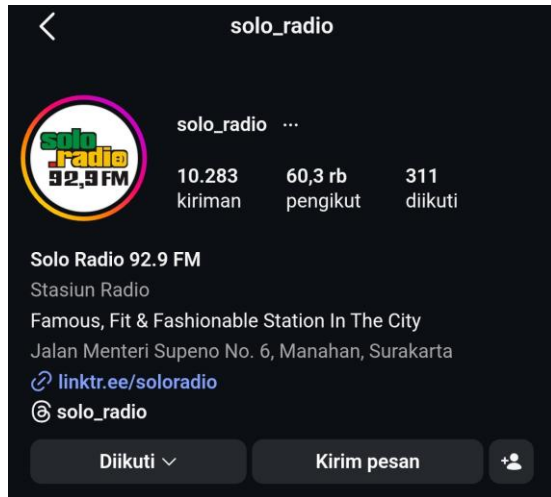 solo_radio
solo
radio
92,9 FM
solo_radio ...
10.283 60,3 rb 311
kiriman pengikut diikuti
Solo Radio 92.9 FM
Stasiun Radio
Famous, Fit & Fashionable Station In The City
Jalan Menteri Supeno No. 6, Manahan, Surakarta
linktr.ee/soloradio
solo_radio
Diikuti Kirim pesan